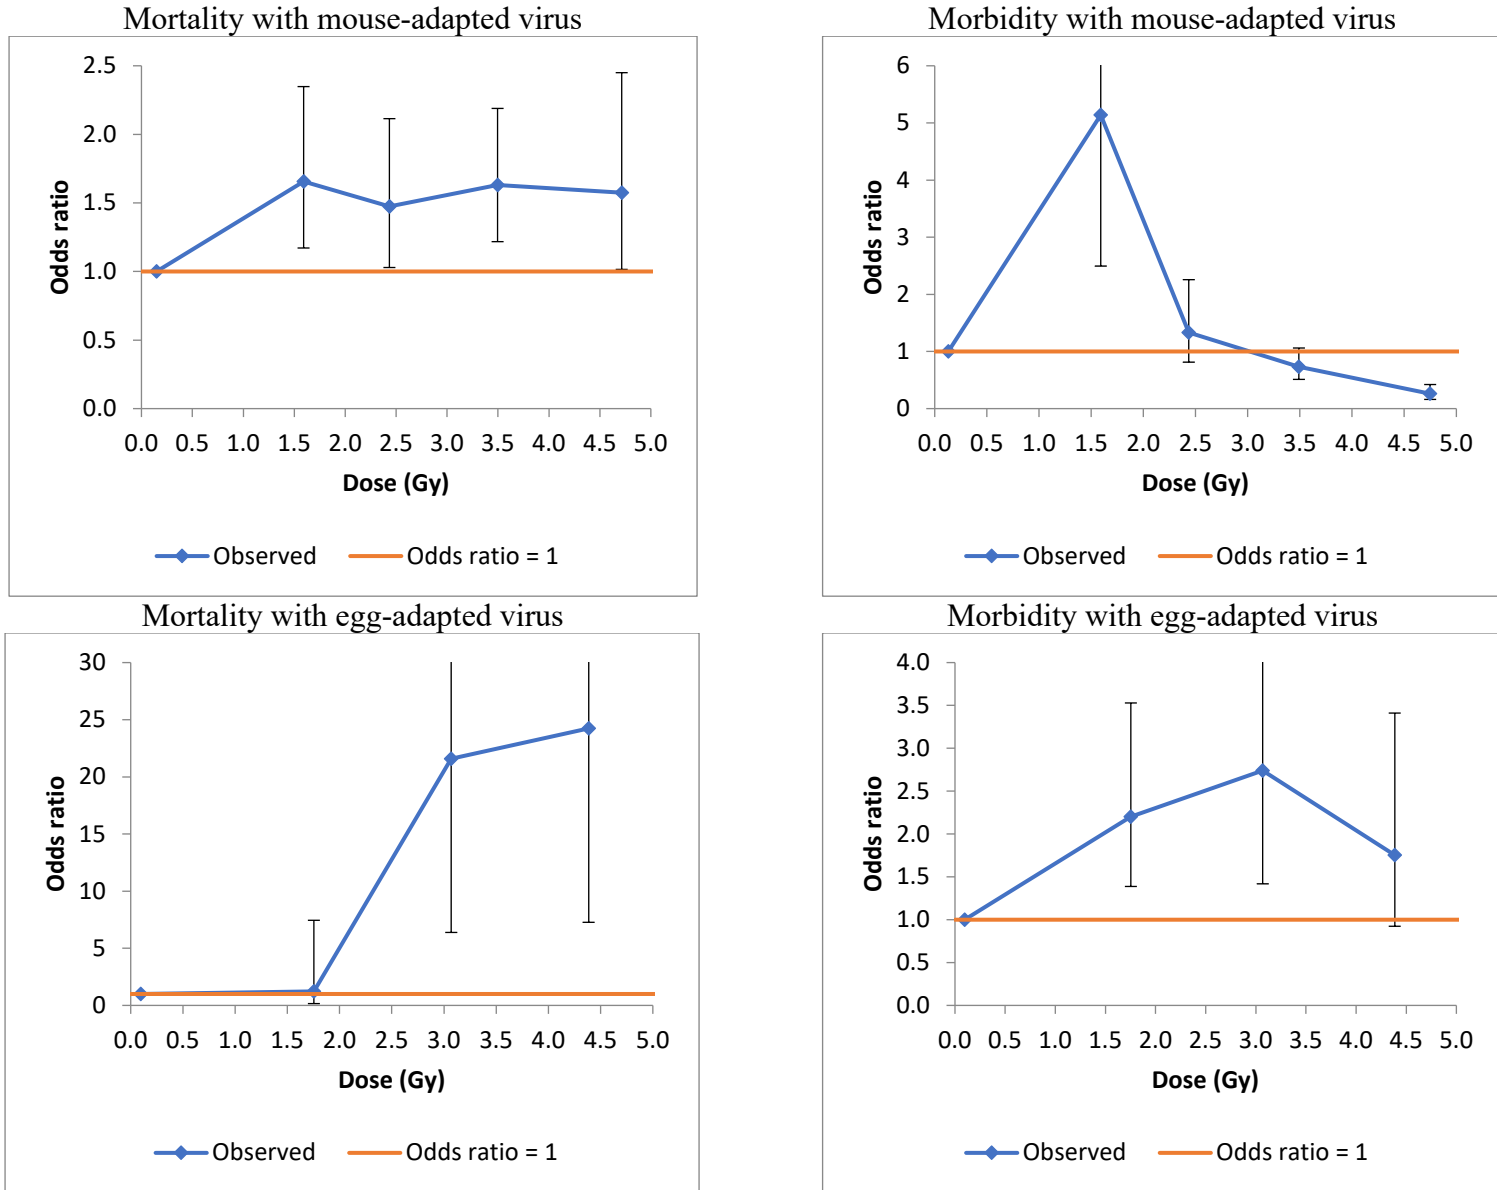 Mortality with mouse-adapted virus
2.5
2.0
1.5
1.0
0.5
0.0
Odds ratio
0.0 0.5 1.0 1.5 2.0 2.5 3.0 3.5 4.0 4.5 5.0
Dose (Gy)
Observed Odds ratio = 1
Morbidity with mouse-adapted virus
6
5
4
3
2
1
0
Odds ratio
0.0 0.5 1.0 1.5 2.0 2.5 3.0 3.5 4.0 4.5 5.0
Dose (Gy)
Observed Odds ratio = 1
Mortality with egg-adapted virus
30
25
20
15
10
5
0
Odds ratio
0.0 0.5 1.0 1.5 2.0 2.5 3.0 3.5 4.0 4.5 5.0
Dose (Gy)
Observed Odds ratio = 1
Morbidity with egg-adapted virus
4.0
3.5
3.0
2.5
2.0
1.5
1.0
0.5
0.0
Odds ratio
0.0 0.5 1.0 1.5 2.0 2.5 3.0 3.5 4.0 4.5 5.0
Dose (Gy)
Observed Odds ratio = 1